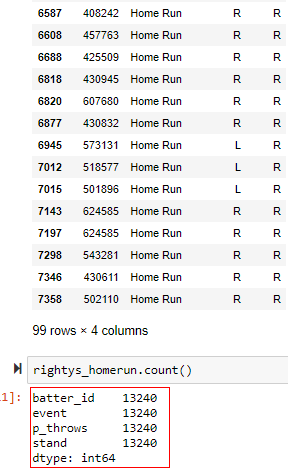 6587 408242 Home Run R R
6608 457763 Home Run R R
6688 425509 Home Run R R
6818 430945 Home Run R R
6820 607680 Home Run R R
6877 430832 Home Run R R
6945 573131 Home Run L R
7012 518577 Home Run L R
7015 501896 Home Run L R
7143 624585 Home Run R R
7197 624585 Home Run R R
7298 543281 Home Run R R
7346 430611 Home Run R R
7358 502110 Home Run R R
99 rows × 4 columns
rightys_homerun.count()
1]: batter_id 13240
event 13240
p_throws 13240
stand 13240
dtype: int64